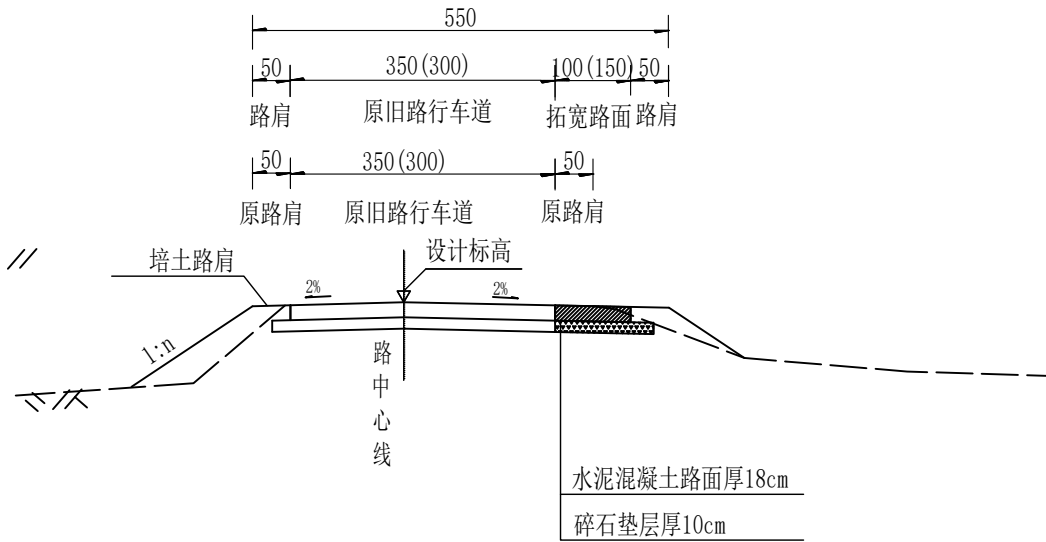 550
50 350(300) 100(150) 50
路肩 原旧路行车道 拓宽路面 路肩
50 350(300) 50
原路肩 原旧路行车道 原路肩
培土路肩 设计标高
2% 2%
1:n
路中心线
水泥混凝土路面厚18cm
碎石垫层厚10cm